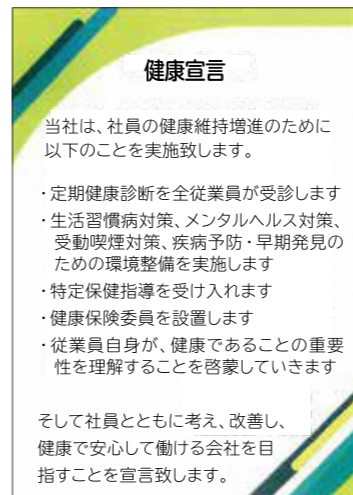 健康宣言
当社は、社員の健康維持増進のために
以下のことを実施致します。
・定期健康診断を全従業員が受診します
・生活習慣病対策、メンタルヘルス対策、
受動喫煙対策、疾病予防・早期発見の
ための環境整備を実施します
・特定保健指導を受け入れます
・健康保険委員を設置します
・従業員自身が、健康であることの重要
性を理解することを啓蒙していきます
そして社員とともに考え、改善し、
健康で安心して働ける会社を目
指すことを宣言致します。